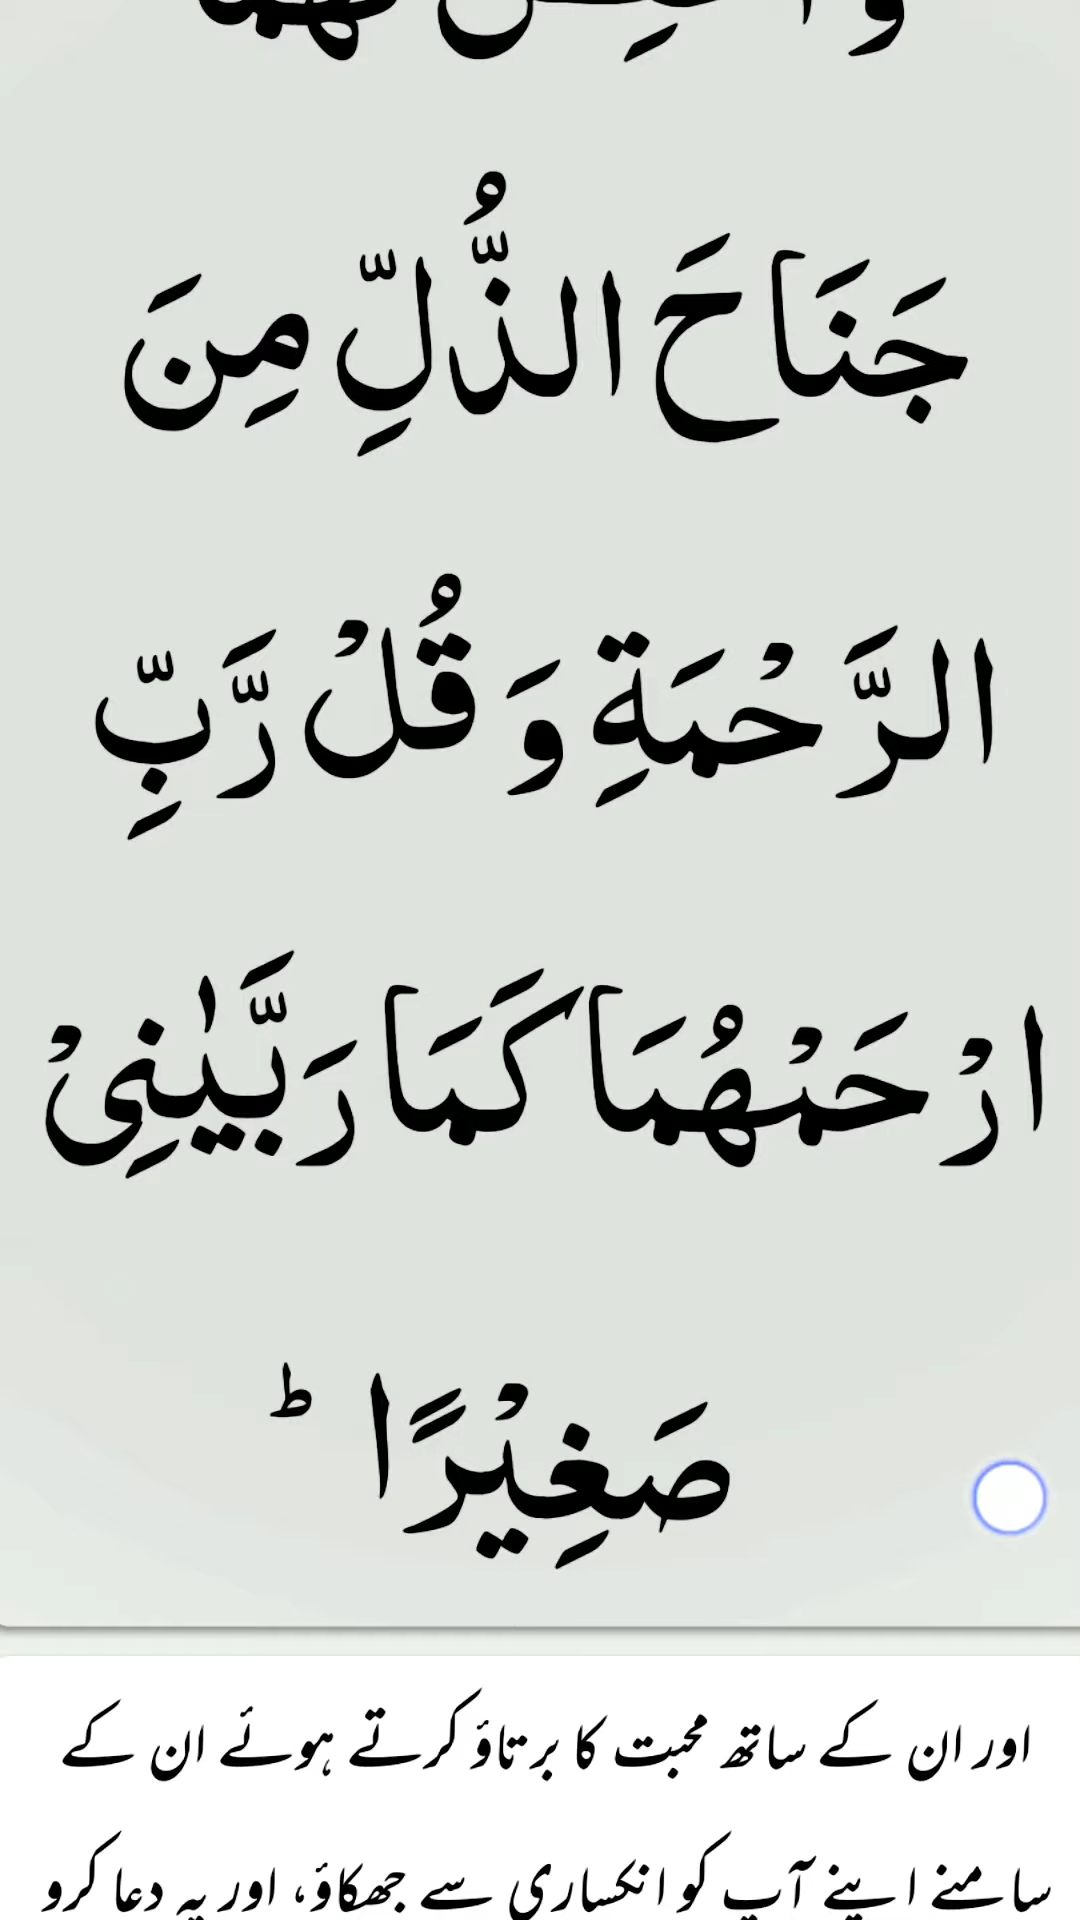 جَنَاحَ الذُّلِّ مِنَ
الرَّحْمَةِ وَ قُلْ رَّبِّ
ارْحَمْهُمَا كَمَا رَبَّیٰنِیْ
صَغِیْرًا ؕ
اور ان کے ساتھ محبت کا برتاؤ کرتے ہوئے ان کے
سامنے اپنے آپ کو انکساری سے جھکاؤ، اور یہ دعا کرو